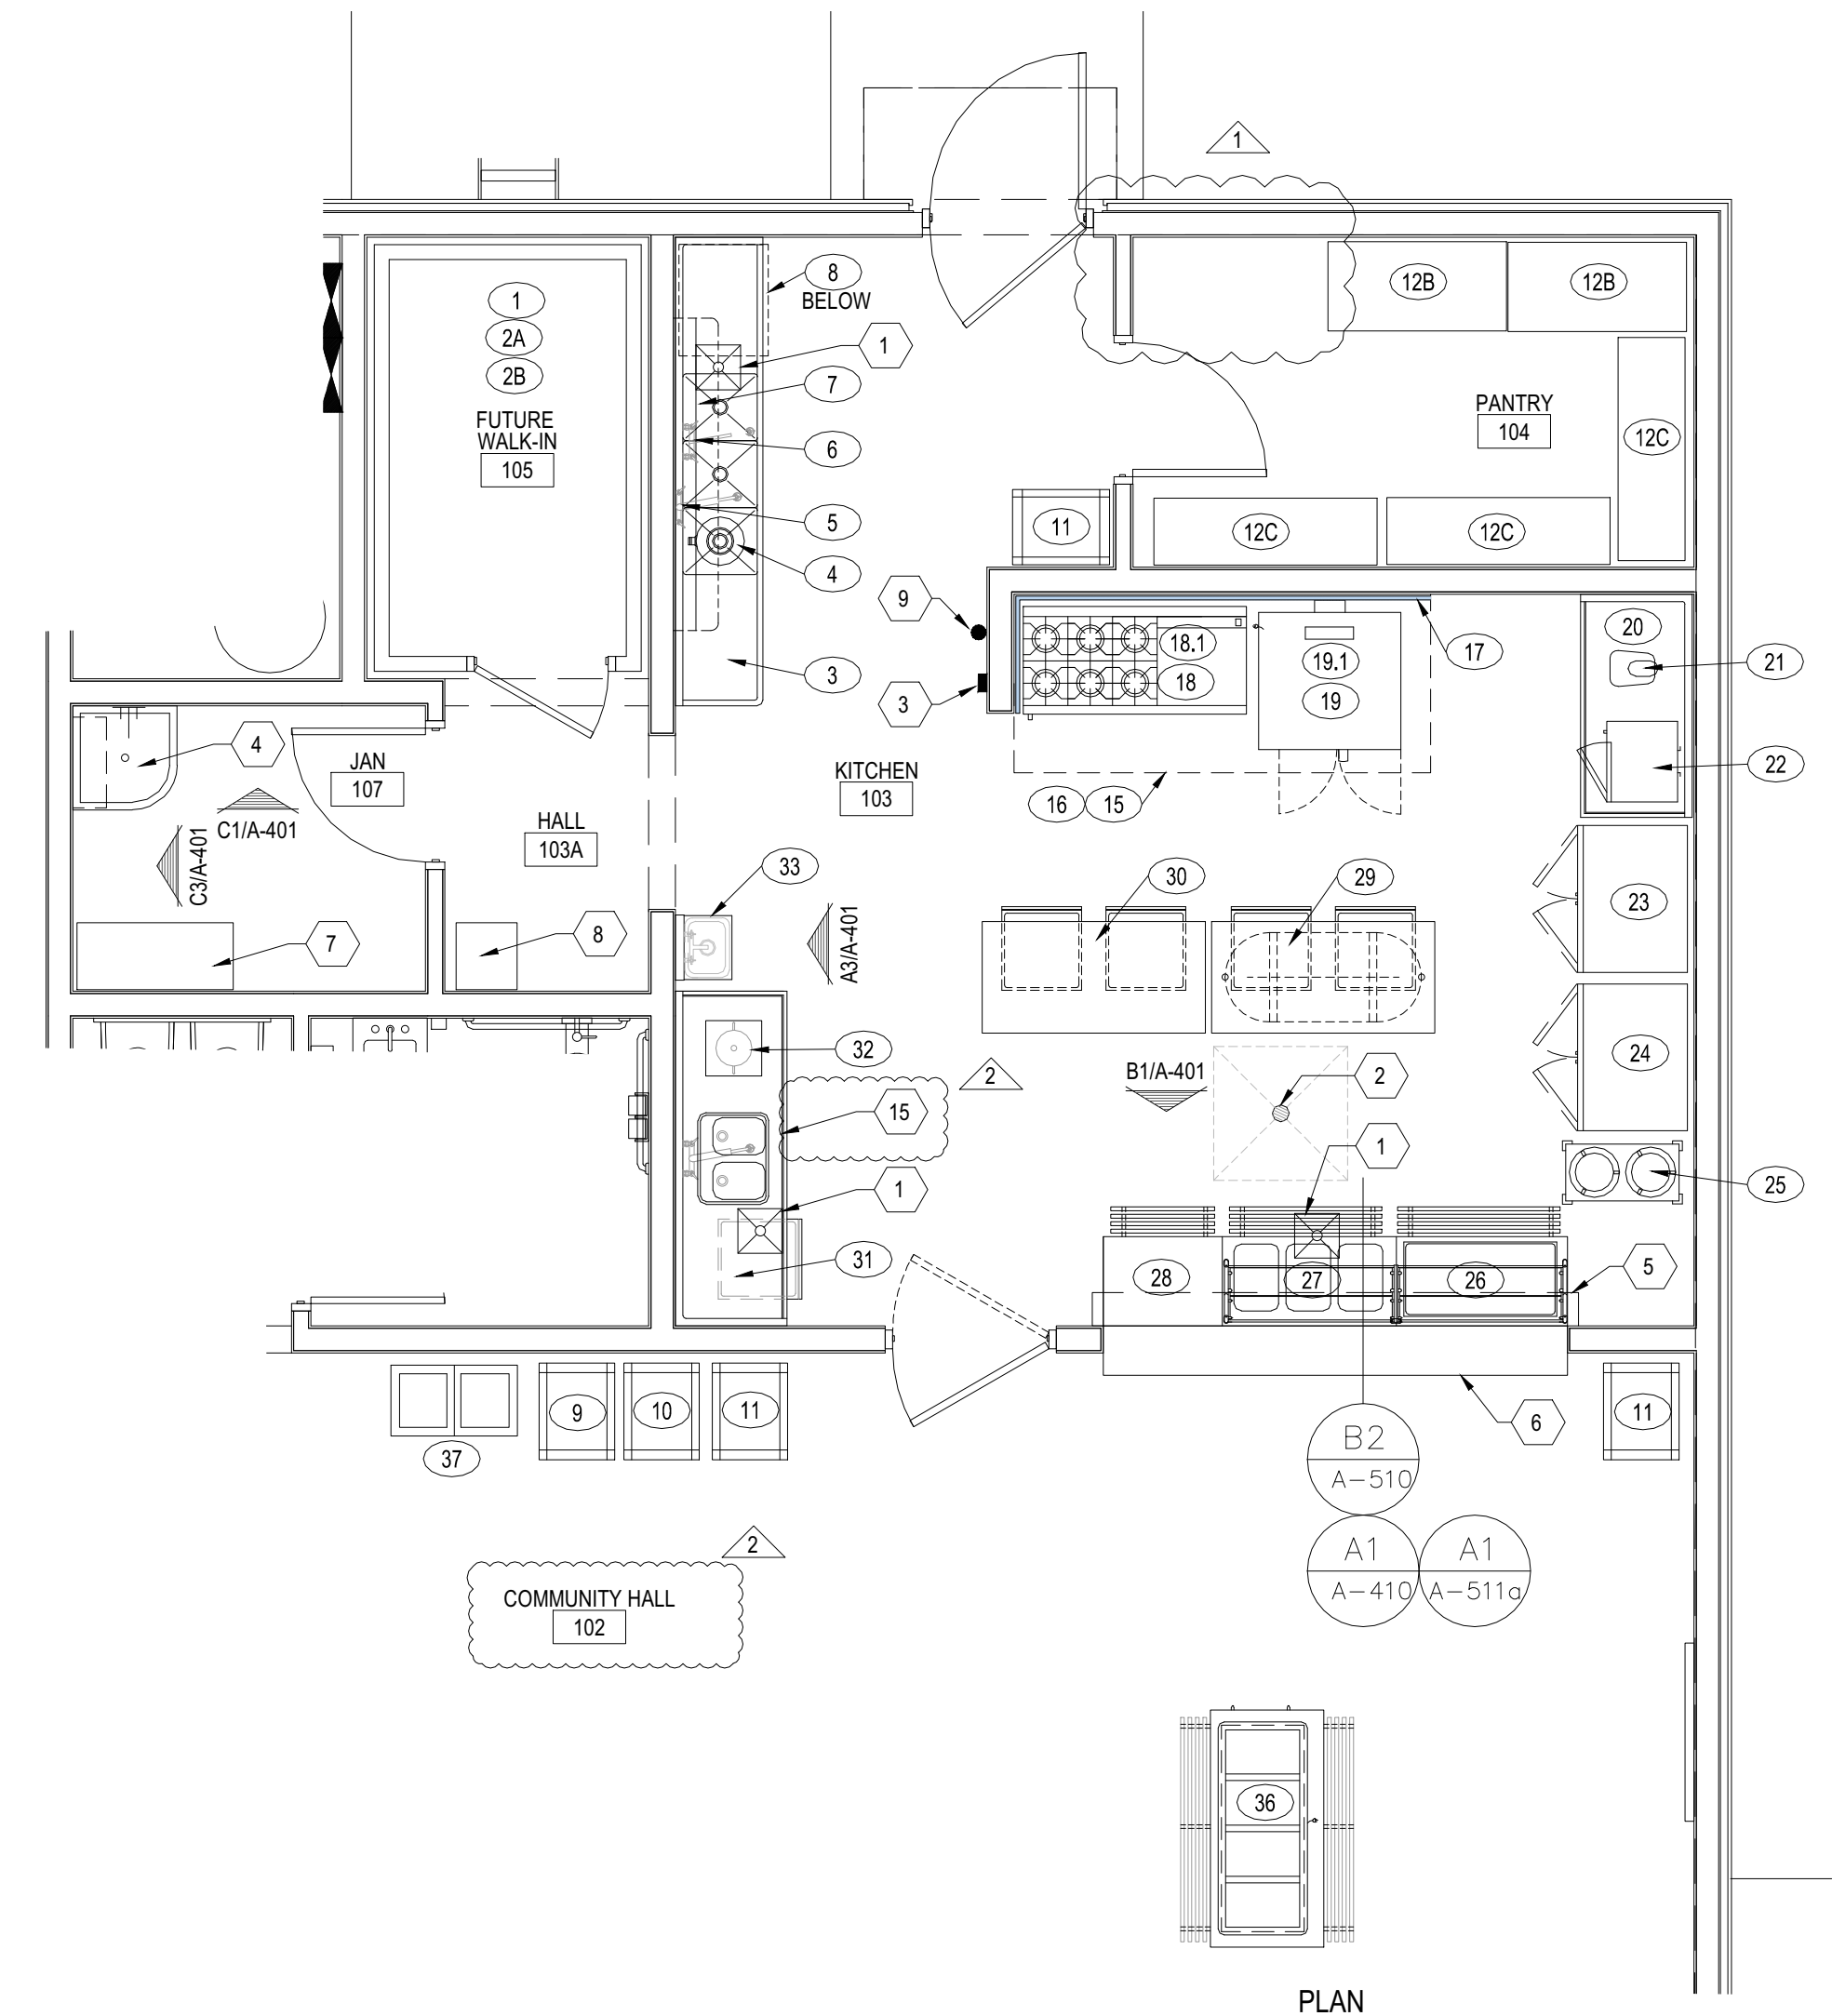 1
12B
12B
1
2A
2B
8
BELOW
1
7
FUTURE
WALK-IN
105
PANTRY
104
6
12C
5
11
12C
12C
4
9
20
18.1
17
19.1
21
3
18
3
19
4
JAN
107
KITCHEN
103
22
16
15
C1/A-401
HALL
103A
C3/A-401
33
30
29
23
7
8
A3/A-401
32
2
B1/A-401
2
24
15
1
1
25
31
28
27
26
5
9
10
11
6
11
37
B2
A-510
2
A1
A-410
A1
A-511a
COMMUNITY HALL
102
36
PLAN